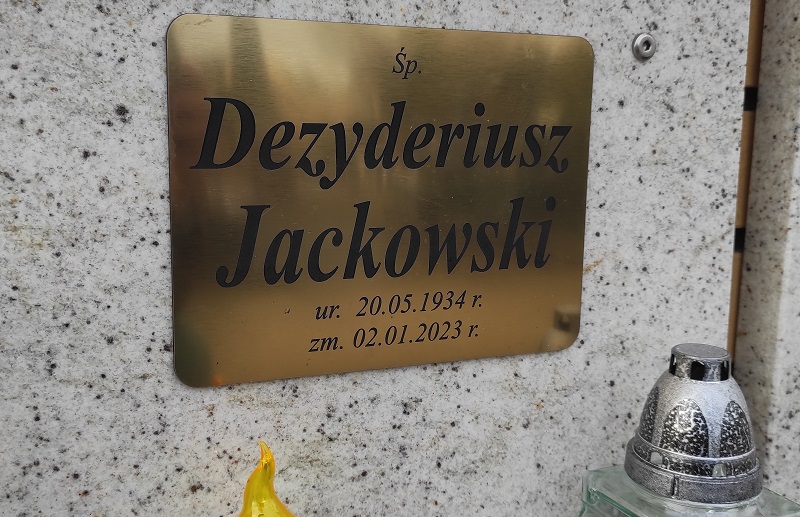 Śp.
Dezyderiusz
Jackowski
ur. 20.05.1934 r.
zm. 02.01.2023 r.